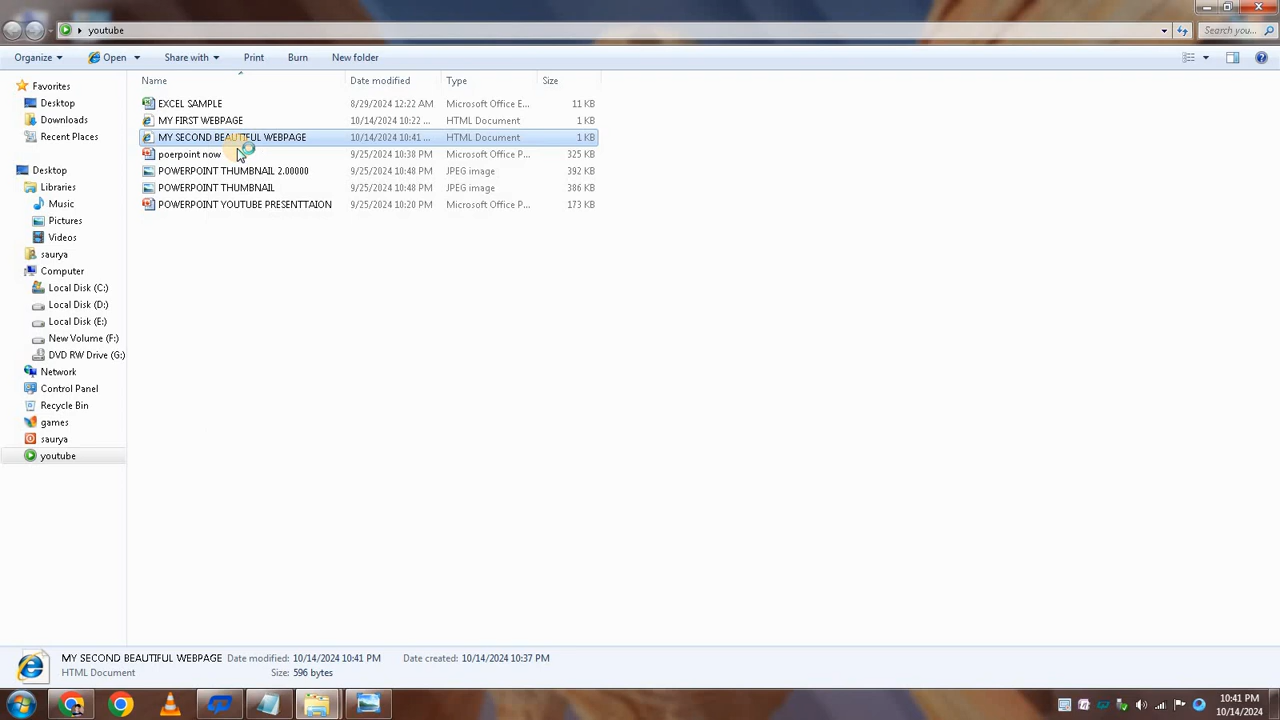 youtube
Search you...
Organize
Open
Share with
Print
Burn
New folder
Name
Date modified
Type
Size
Favorites
Desktop
Downloads
Recent Places
Desktop
Libraries
Music
Pictures
Videos
saurya
Computer
Local Disk (C:)
Local Disk (D:)
Local Disk (E:)
New Volume (F:)
DVD RW Drive (G:)
Network
Control Panel
Recycle Bin
games
saurya
youtube
EXCEL SAMPLE 8/29/2024 12:22 AM Microsoft Office E... 11 KB
MY FIRST WEBPAGE 10/14/2024 10:22 ... HTML Document 1 KB
MY SECOND BEAUTIFUL WEBPAGE 10/14/2024 10:41 ... HTML Document 1 KB
poerpoint now 9/25/2024 10:38 PM Microsoft Office P... 325 KB
POWERPOINT THUMBNAIL 2.00000 9/25/2024 10:48 PM JPEG image 392 KB
POWERPOINT THUMBNAIL 9/25/2024 10:48 PM JPEG image 386 KB
POWERPOINT YOUTUBE PRESENTTAION 9/25/2024 10:20 PM Microsoft Office P... 173 KB
MY SECOND BEAUTIFUL WEBPAGE Date modified: 10/14/2024 10:41 PM Date created: 10/14/2024 10:37 PM
HTML Document Size: 596 bytes
10:41 PM
10/14/2024